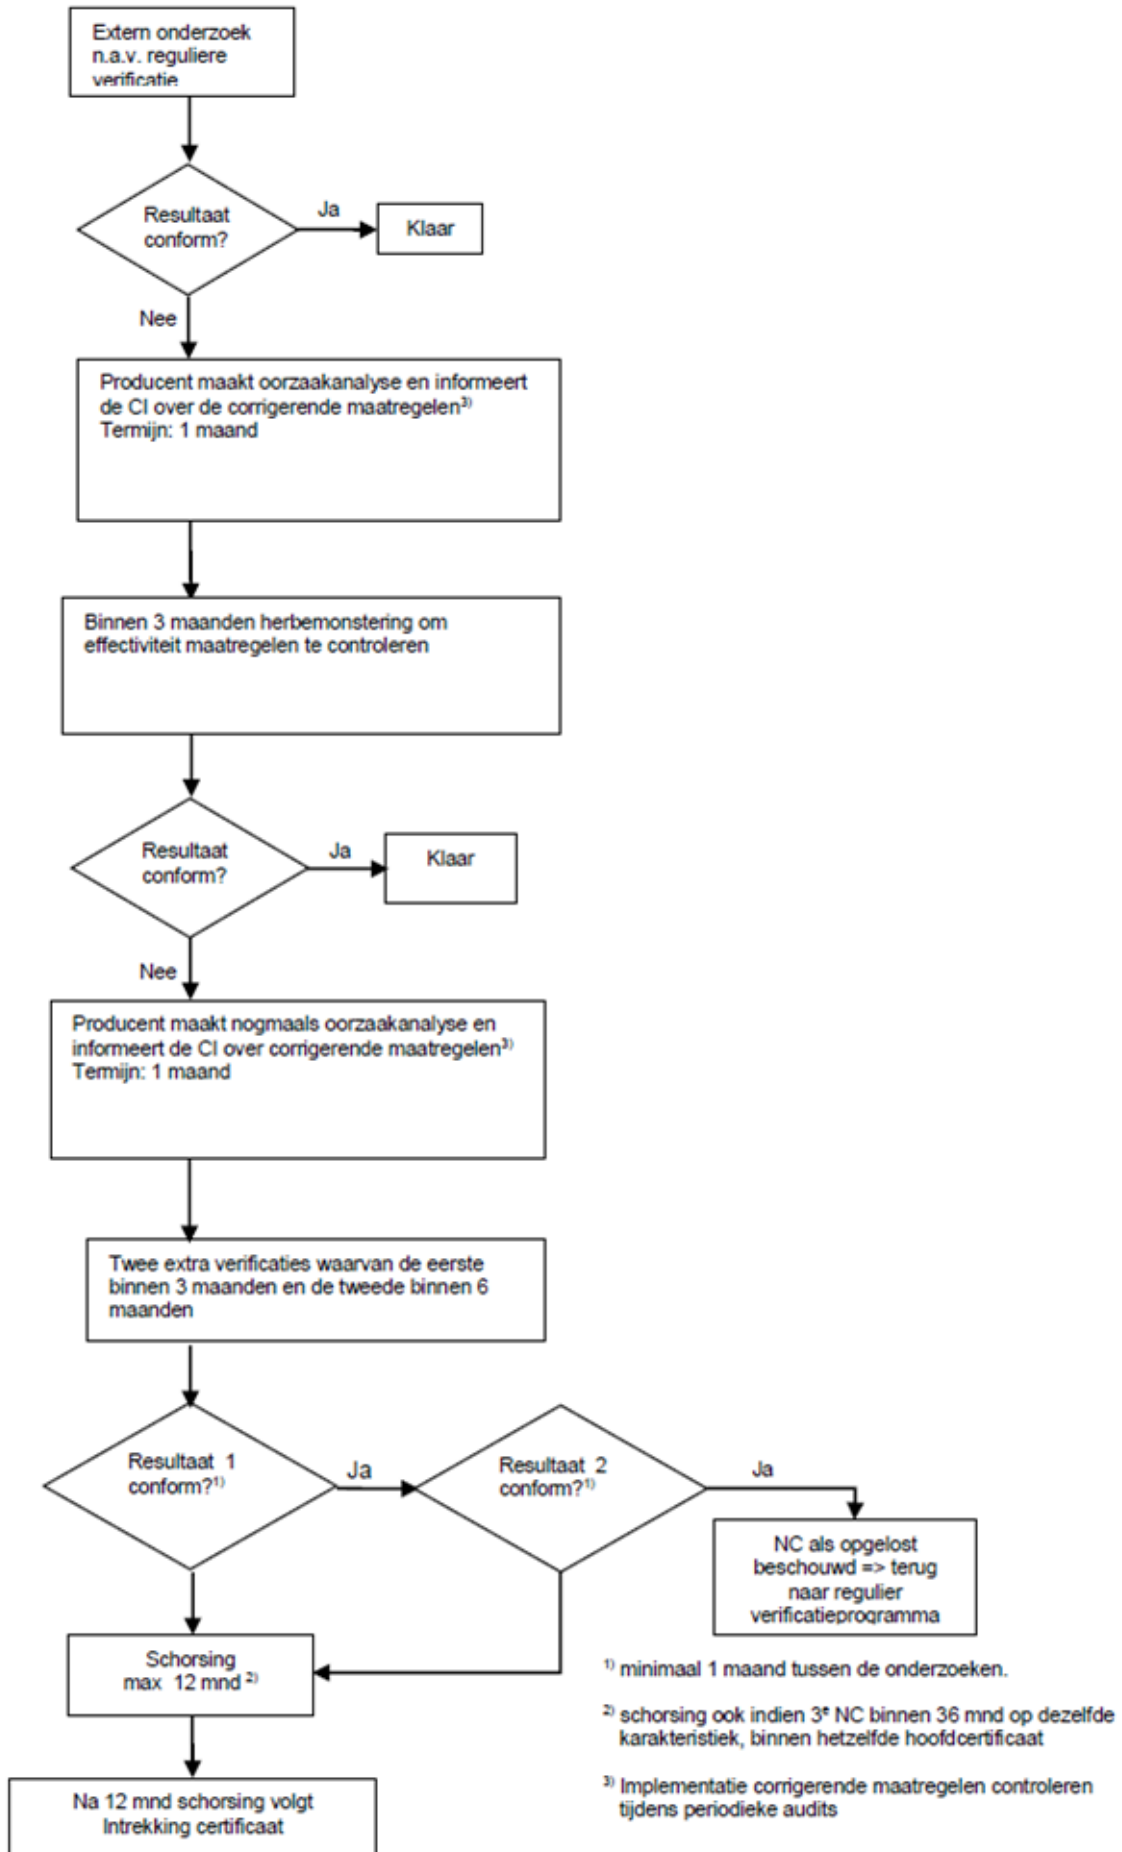 Extern onderzoek
n.a.v. reguliere
verificatie
Resultaat
conform?
Ja
Klaar
Nee
Producent maakt oorzaakanalyse en informeert
de CI over de corrigerende maatregelen³⁾
Termijn: 1 maand
Binnen 3 maanden herbemonstering om
effectiviteit maatregelen te controleren
Resultaat
conform?
Ja
Klaar
Nee
Producent maakt nogmaals oorzaakanalyse en
informeert de CI over corrigerende maatregelen³⁾
Termijn: 1 maand
Twee extra verificaties waarvan de eerste
binnen 3 maanden en de tweede binnen 6
maanden
Resultaat 1
conform?¹⁾
Ja
Resultaat 2
conform?¹⁾
Ja
NC als opgelost
beschouwd => terug
naar regulier
verificatieprogramma
Schorsing
max 12 mnd ²⁾
Na 12 mnd schorsing volgt
Intrekking certificaat
¹⁾ minimaal 1 maand tussen de onderzoeken.
²⁾ schorsing ook indien 3ᵉ NC binnen 36 mnd op dezelfde
karakteristiek, binnen hetzelfde hoofdcertificaat
³⁾ Implementatie corrigerende maatregelen controleren
tijdens periodieke audits